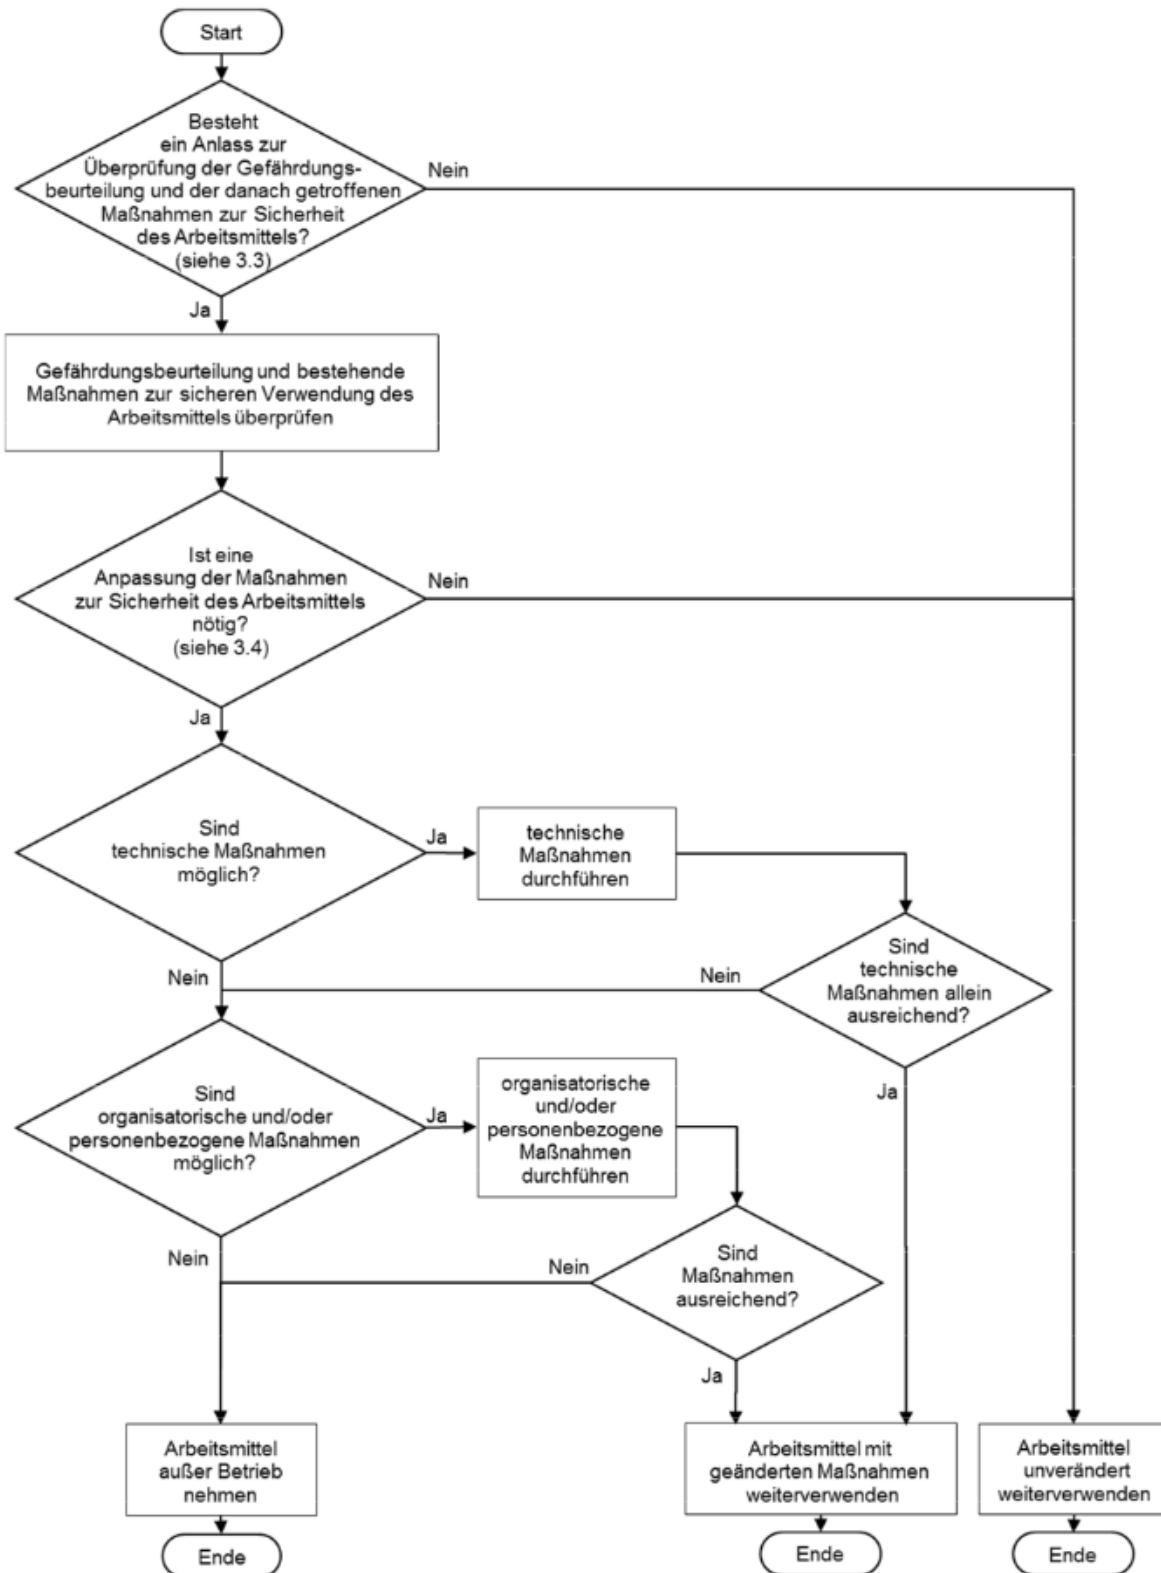 Start
Besteht
ein Anlass zur
Überprüfung der Gefährdungs-
beurteilung und der danach getroffenen
Maßnahmen zur Sicherheit
des Arbeitsmittels?
(siehe 3.3)
Nein
Ja
Gefährdungsbeurteilung und bestehende
Maßnahmen zur sicheren Verwendung des
Arbeitsmittels überprüfen
Ist eine
Anpassung der Maßnahmen
zur Sicherheit des Arbeitsmittels
nötig?
(siehe 3.4)
Nein
Ja
Sind
technische Maßnahmen
möglich?
Ja
technische
Maßnahmen
durchführen
Sind
technische
Maßnahmen allein
ausreichend?
Nein
Nein
Ja
Sind
organisatorische und/oder
personenbezogene Maßnahmen
möglich?
Ja
organisatorische
und/oder
personenbezogene
Maßnahmen
durchführen
Sind
Maßnahmen
ausreichend?
Nein
Nein
Ja
Arbeitsmittel
außer Betrieb
nehmen
Arbeitsmittel mit
geänderten Maßnahmen
weiterverwenden
Arbeitsmittel
unverändert
weiterverwenden
Ende
Ende
Ende